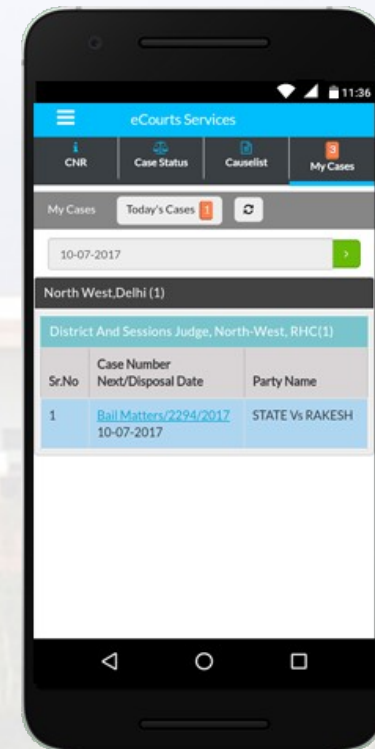 11:36
eCourts Services
CNR Case Status Causelist 3 My Cases
My Cases Today's Cases 1
10-07-2017
North West,Delhi (1)
District And Sessions Judge, North-West, RHC(1)
Sr.No Case Number Next/Disposal Date Party Name
1 Bail Matters/2294/2017 STATE Vs RAKESH
10-07-2017